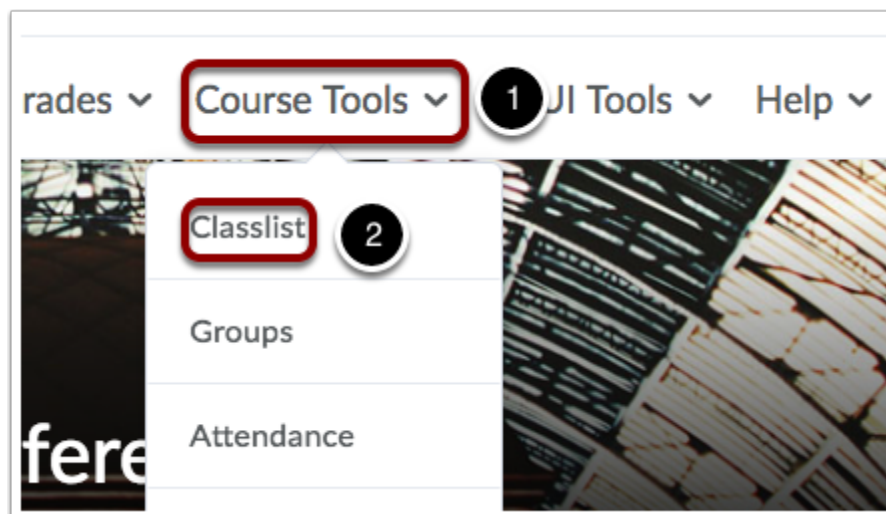 rades Course Tools 1 UI Tools Help
Classlist 2
Groups
Attendance
fere